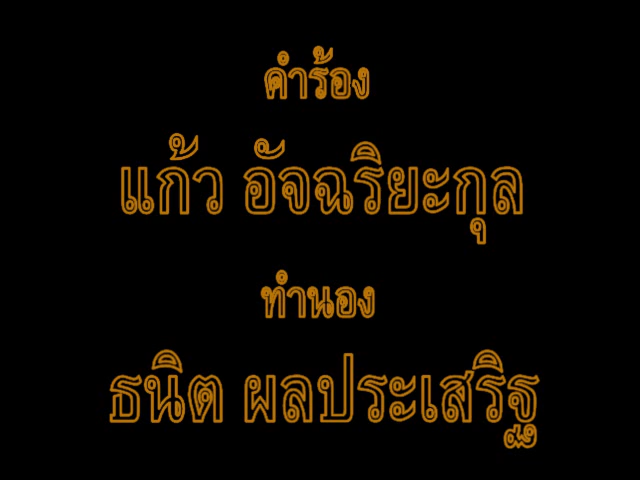 คำร้อง
แก้ว อัจฉริยะกุล
ทำนอง
ธนิต ผลประเสริฐ